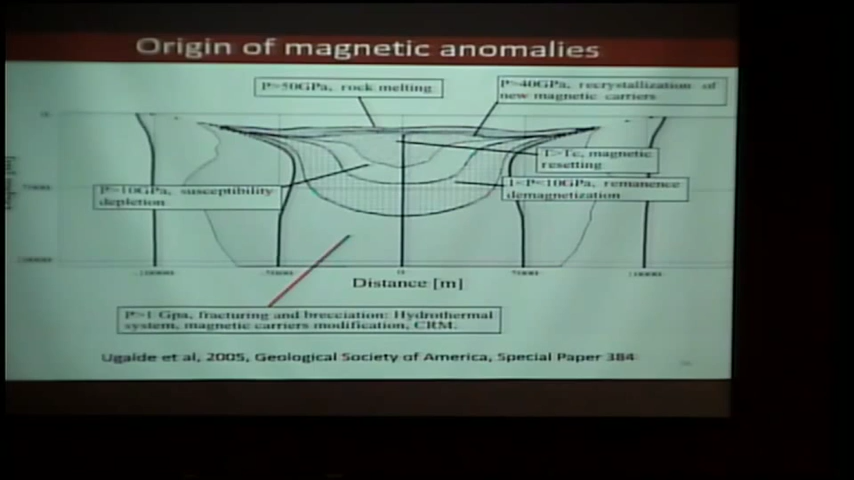 Origin of magnetic anomalies
P>50GPa, rock melting
P>40GPa, recrystallization of
new magnetic carriers
T>Tc, magnetic
resetting
P>10GPa, susceptibility
depletion
1<P<10GPa, remanence
demagnetization
0
Distance [m]
P>1 Gpa, fracturing and brecciation: Hydrothermal
system, magnetic carriers modification, CRM.
Ugalde et al, 2005, Geological Society of America, Special Paper 384